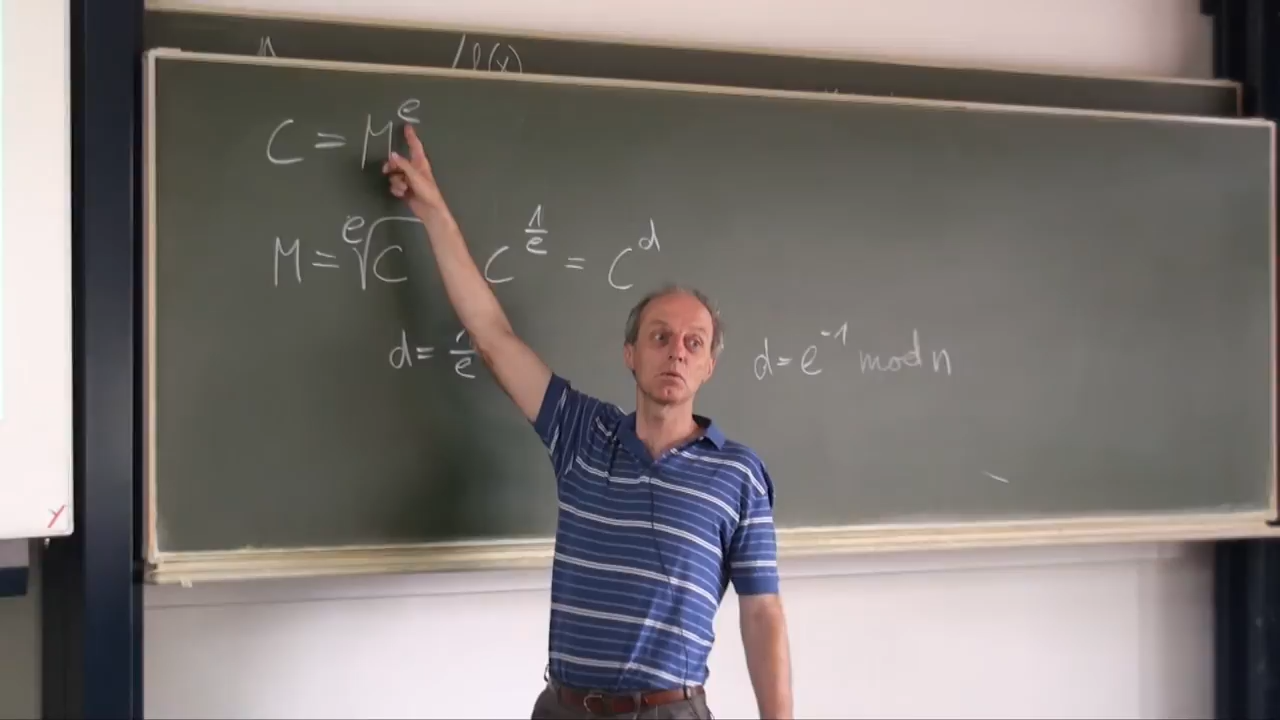 l(x)
C = M^e
M = ᵉ√C C^(1/e) = C^d
d = 1/e d = e^-1 mod n
Y